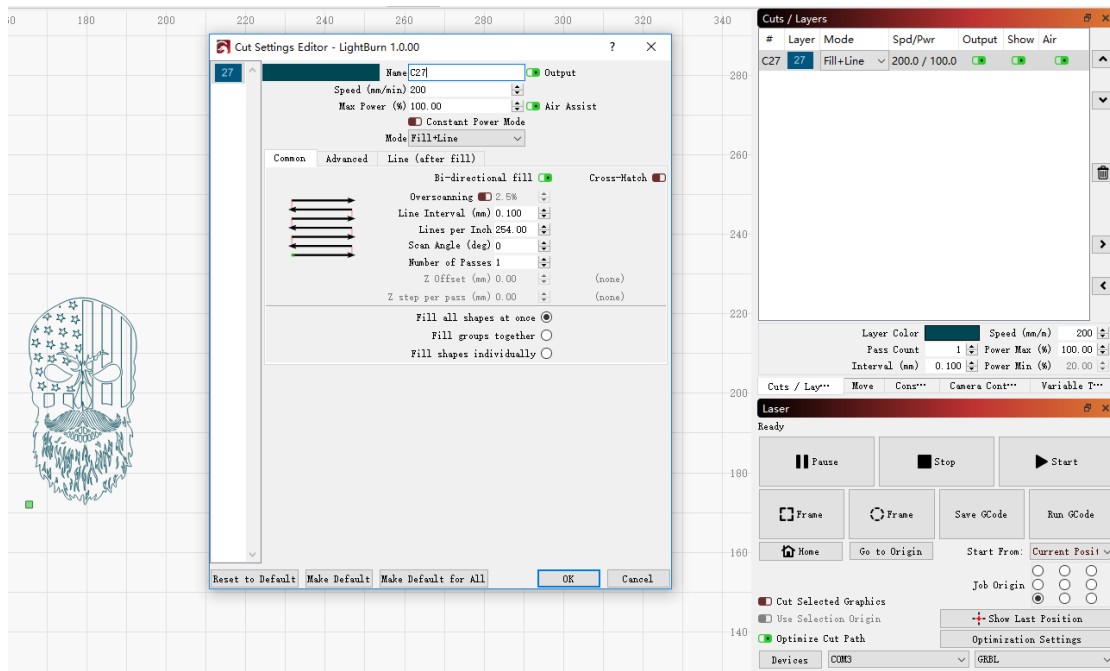 180 200 220 240 260 280 300 320 340
280
260
240
220
200
180
160
140
Cut Settings Editor - LightBurn 1.0.00 ? ×
27
Name C27 Output
Speed (mm/min) 200
Max Power (%) 100.00 Air Assist
Constant Power Mode
Mode Fill+Line
Common Advanced Line (after fill)
Bi-directional fill Cross-Hatch
Overscanning 2.5%
Line Interval (mm) 0.100
Lines per Inch 254.00
Scan Angle (deg) 0
Number of Passes 1
Z Offset (mm) 0.00 (none)
Z step per pass (mm) 0.00 (none)
Fill all shapes at once
Fill groups together
Fill shapes individually
Reset to Default Make Default Make Default for All OK Cancel
Cuts / Layers
# Layer Mode Spd/Pwr Output Show Air
C27 27 Fill+Line 200.0 / 100.0
Layer Color Speed (mm/m) 200
Pass Count 1 Power Max (%) 100.00
Interval (mm) 0.100 Power Min (%) 20.00
Cuts / Lay··· Move Cons··· Camera Cont··· Variable T···
Laser
Ready
Pause Stop Start
Frame Frame Save GCode Run GCode
Home Go to Origin Start From: Current Posit
Job Origin
Cut Selected Graphics
Use Selection Origin Show Last Position
Optimize Cut Path Optimization Settings
Devices COM3 GRBL